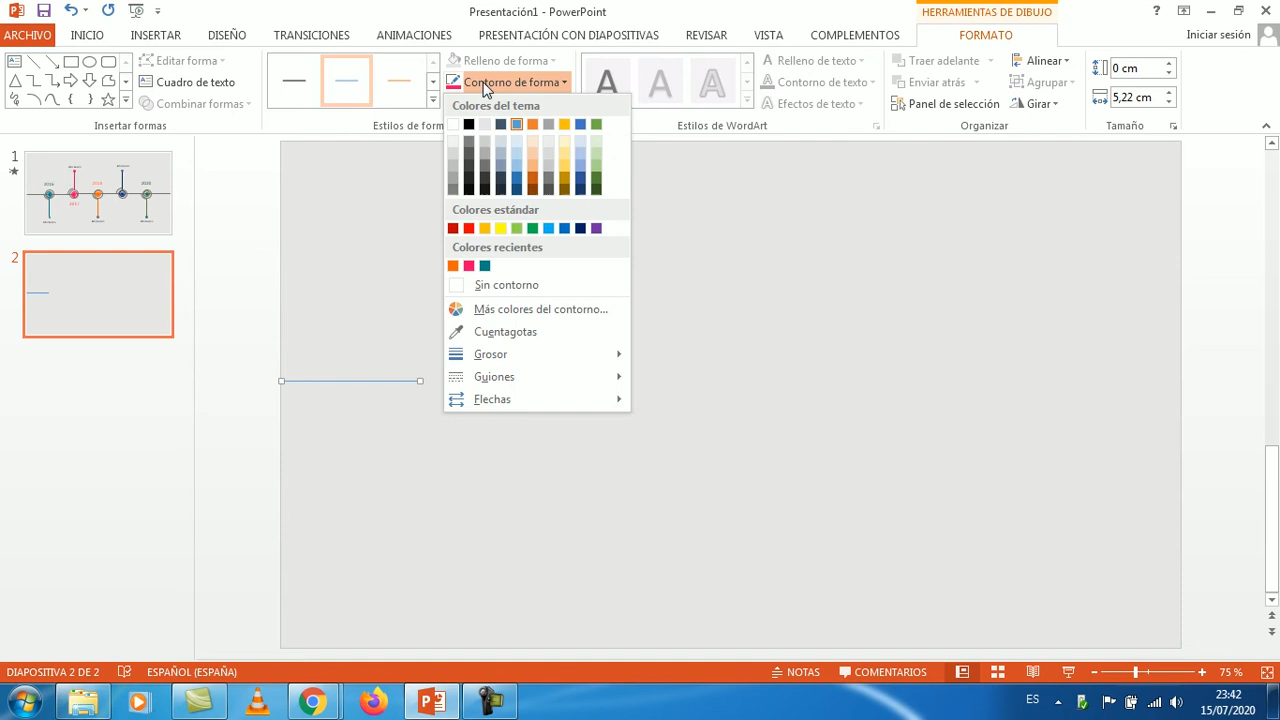 Presentación1 - PowerPoint
HERRAMIENTAS DE DIBUJO
ARCHIVO INICIO INSERTAR DISEÑO TRANSICIONES ANIMACIONES PRESENTACIÓN CON DIAPOSITIVAS REVISAR VISTA COMPLEMENTOS FORMATO Iniciar sesión
Editar forma Relleno de forma Relleno de texto Traer adelante Alinear 0 cm
Cuadro de texto Contorno de forma Contorno de texto Enviar atrás Agrupar 5,22 cm
Combinar formas Efectos de texto Panel de selección Girar
Insertar formas Estilos de form Estilos de WordArt Organizar Tamaño
Colores del tema
Colores estándar
Colores recientes
Sin contorno
Más colores del contorno...
Cuentagotas
Grosor
Guiones
Flechas
1
2016 2017 2018 2020
2
DIAPOSITIVA 2 DE 2 ESPAÑOL (ESPAÑA) NOTAS COMENTARIOS 75 %
ES 23:42
15/07/2020